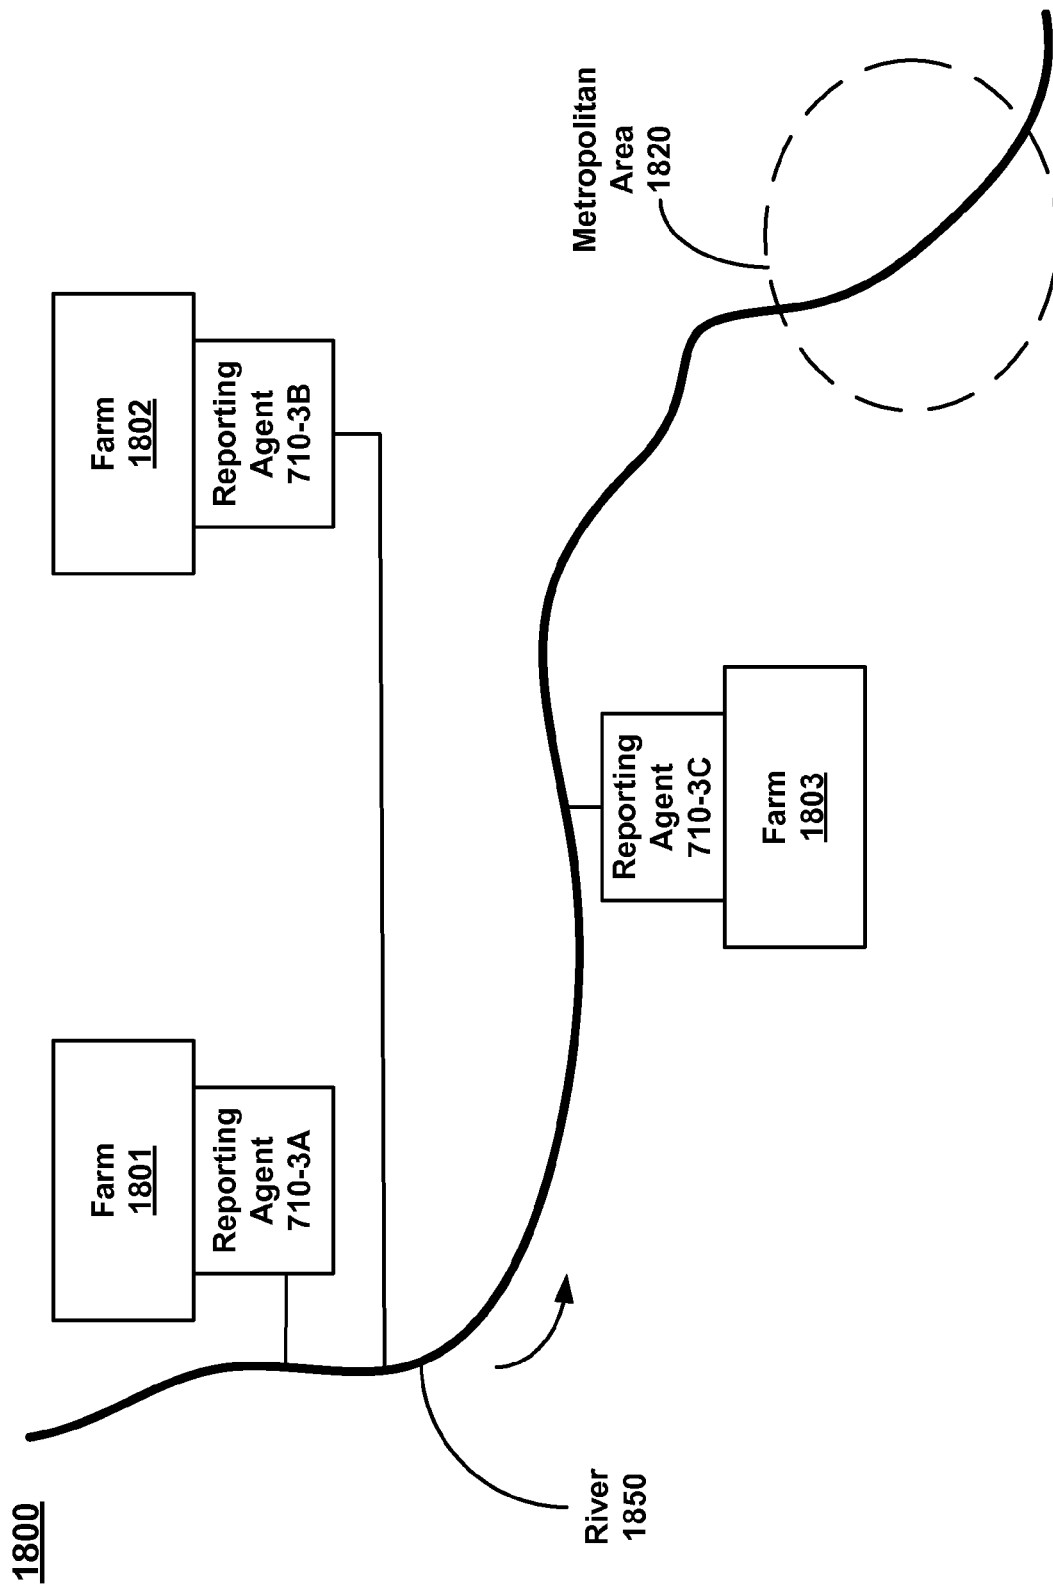 1800
Farm
1801
Reporting
Agent
710-3A
Farm
1802
Reporting
Agent
710-3B
River
1850
Reporting
Agent
710-3C
Farm
1803
Metropolitan
Area
1820